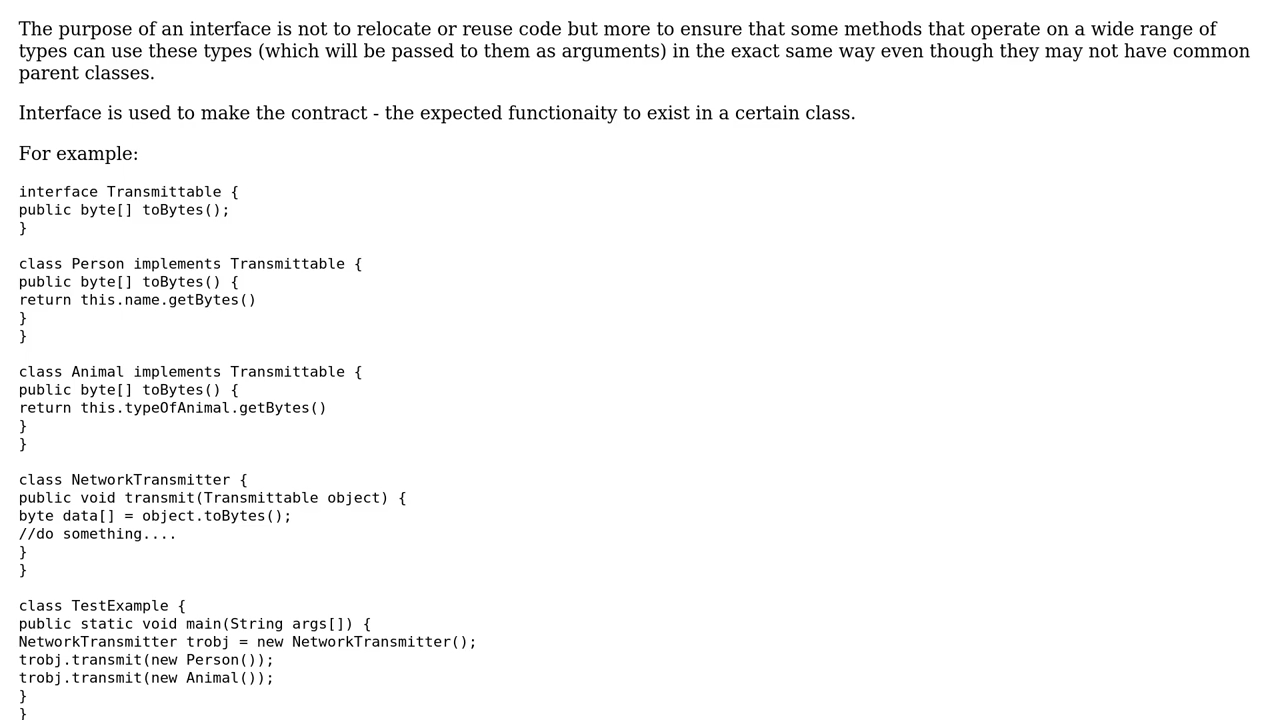 The purpose of an interface is not to relocate or reuse code but more to ensure that some methods that operate on a wide range of
types can use these types (which will be passed to them as arguments) in the exact same way even though they may not have common
parent classes.
Interface is used to make the contract - the expected functionaity to exist in a certain class.
For example:
interface Transmittable {
public byte[] toBytes();
}
class Person implements Transmittable {
public byte[] toBytes() {
return this.name.getBytes()
}
}
class Animal implements Transmittable {
public byte[] toBytes() {
return this.typeOfAnimal.getBytes()
}
}
class NetworkTransmitter {
public void transmit(Transmittable object) {
byte data[] = object.toBytes();
//do something....
}
}
class TestExample {
public static void main(String args[]) {
NetworkTransmitter trobj = new NetworkTransmitter();
trobj.transmit(new Person());
trobj.transmit(new Animal());
}
}